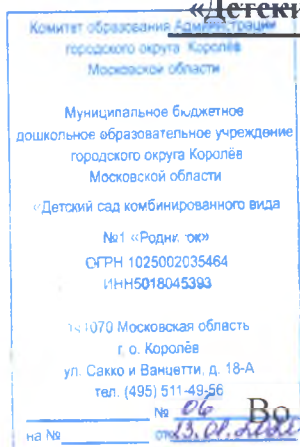 «Детски
Комитет образования Администрации
городского округа Королёв
Московской области
Муниципальное бюджетное
дошкольное образовательное учреждение
городского округа Королёв
Московской области
«Детский сад комбинированного вида
№1 «Родничок»
ОГРН 1025002035464
ИНН5018045393
Московская область
г. о. Королёв
ул. Сакко и Ванцетти, д. 18-А
тел. (495) 511-49-56
№ 06 Во
на № от